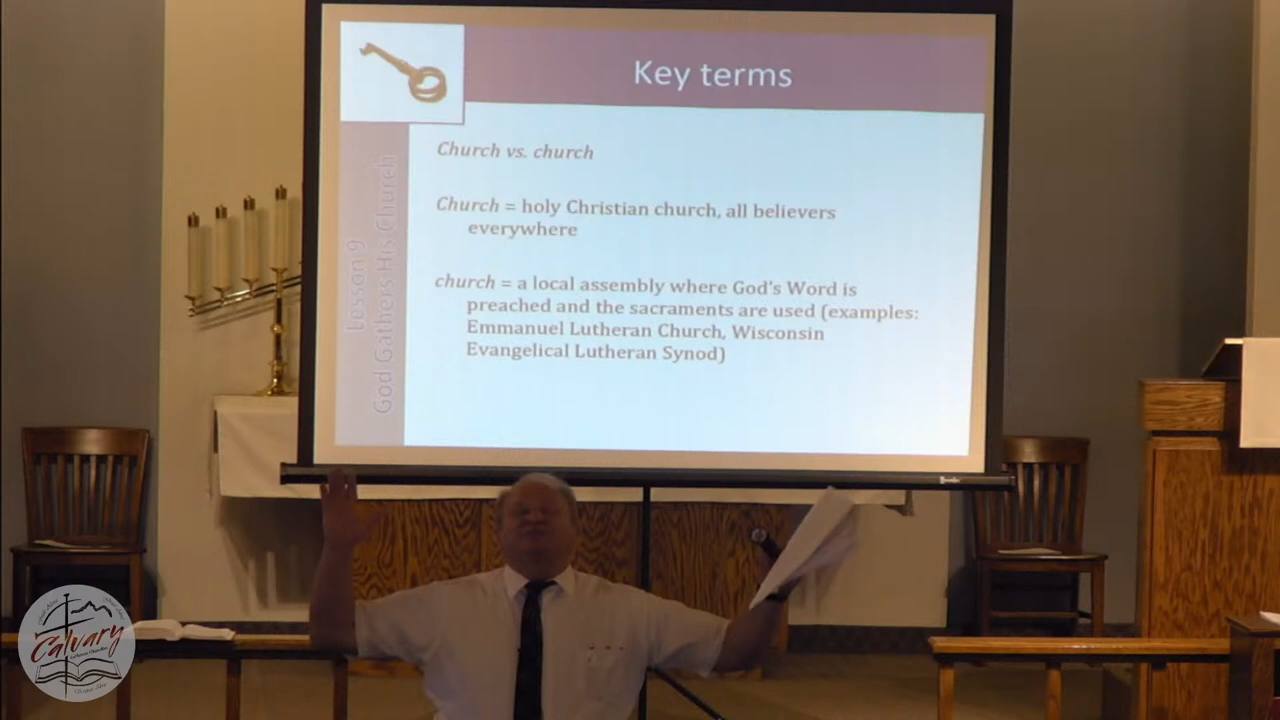 Key terms
Church vs. church
Church = holy Christian church, all believers
everywhere
church = a local assembly where God's Word is
preached and the sacraments are used (examples:
Emmanuel Lutheran Church, Wisconsin
Evangelical Lutheran Synod)
Lesson 9
God Gathers His Church
Calvary